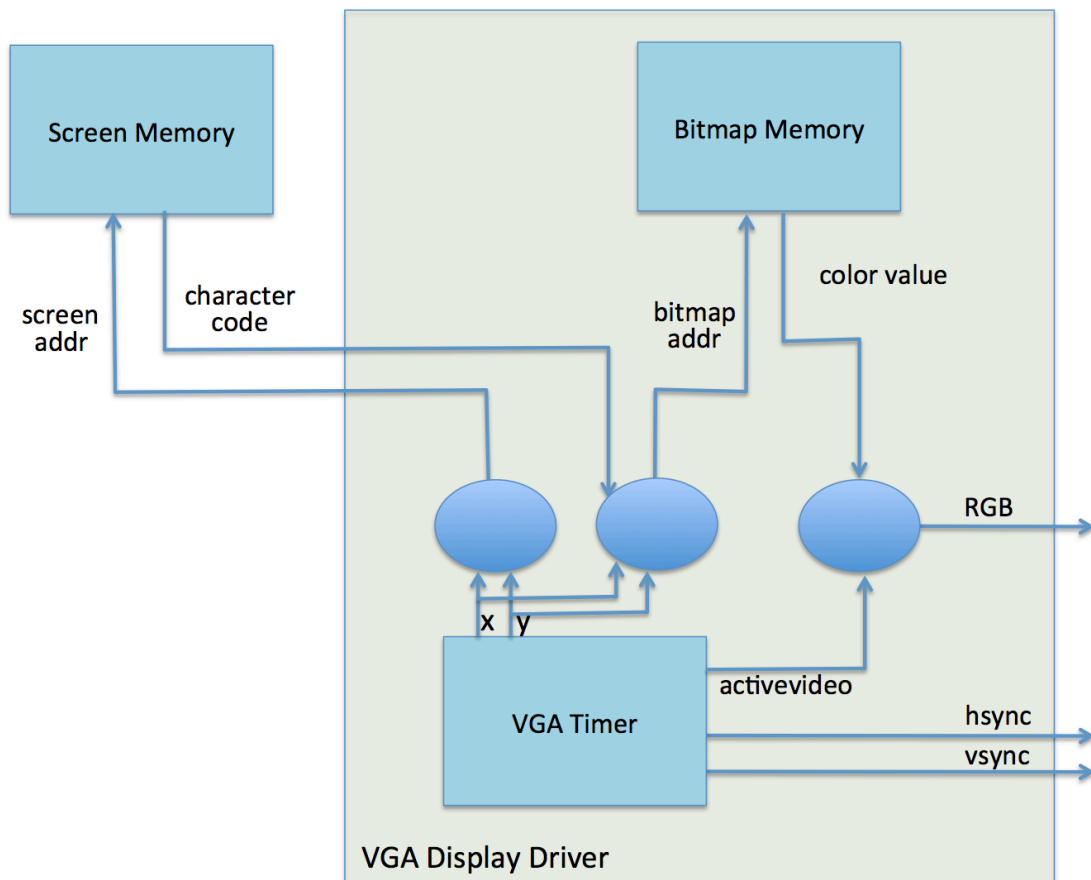 Screen Memory
Bitmap Memory
screen
addr
character
code
bitmap
addr
color value
RGB
x
y
activevideo
VGA Timer
hsync
vsync
VGA Display Driver